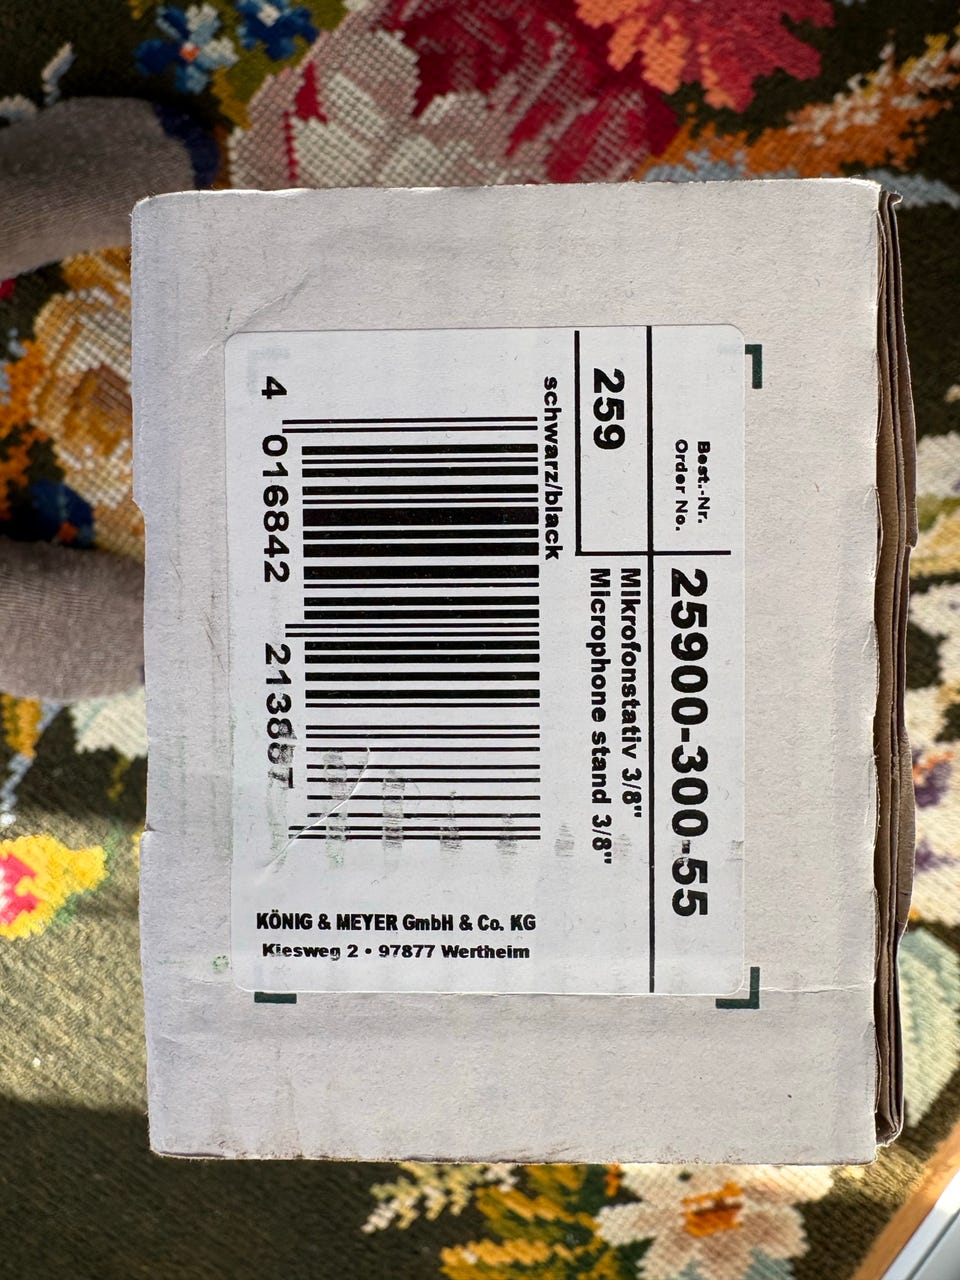 Best.-Nr.
Order No.
25900-300-55
259
Mikrofonstativ 3/8"
Microphone stand 3/8"
schwarz/black
4 016842 213887
KÖNIG & MEYER GmbH & Co. KG
Kiesweg 2 • 97877 Wertheim